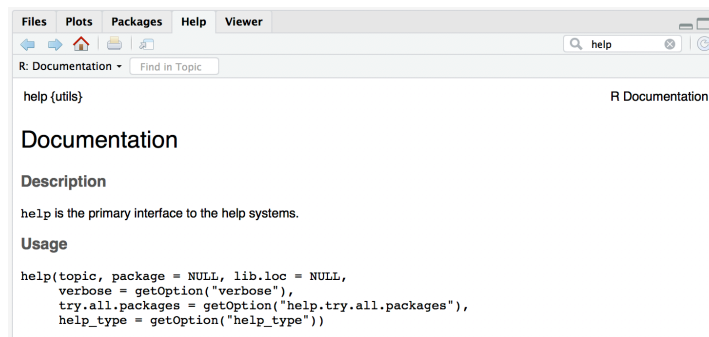 Files Plots Packages Help Viewer
help
R: Documentation Find in Topic
help {utils} R Documentation
Documentation
Description
help is the primary interface to the help systems.
Usage
help(topic, package = NULL, lib.loc = NULL,
verbose = getOption("verbose"),
try.all.packages = getOption("help.try.all.packages"),
help_type = getOption("help_type"))